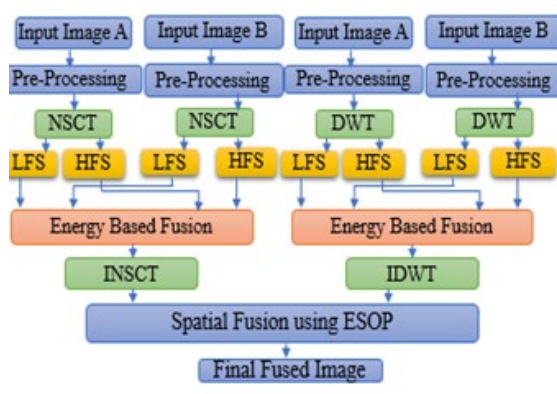 Input Image A Input Image B Input Image A Input Image B
Pre-Processing Pre-Processing Pre-Processing Pre-Processing
NSCT NSCT DWT DWT
LFS HFS LFS HFS LFS HFS LFS HFS
Energy Based Fusion Energy Based Fusion
INSCT IDWT
Spatial Fusion using ESOP
Final Fused Image